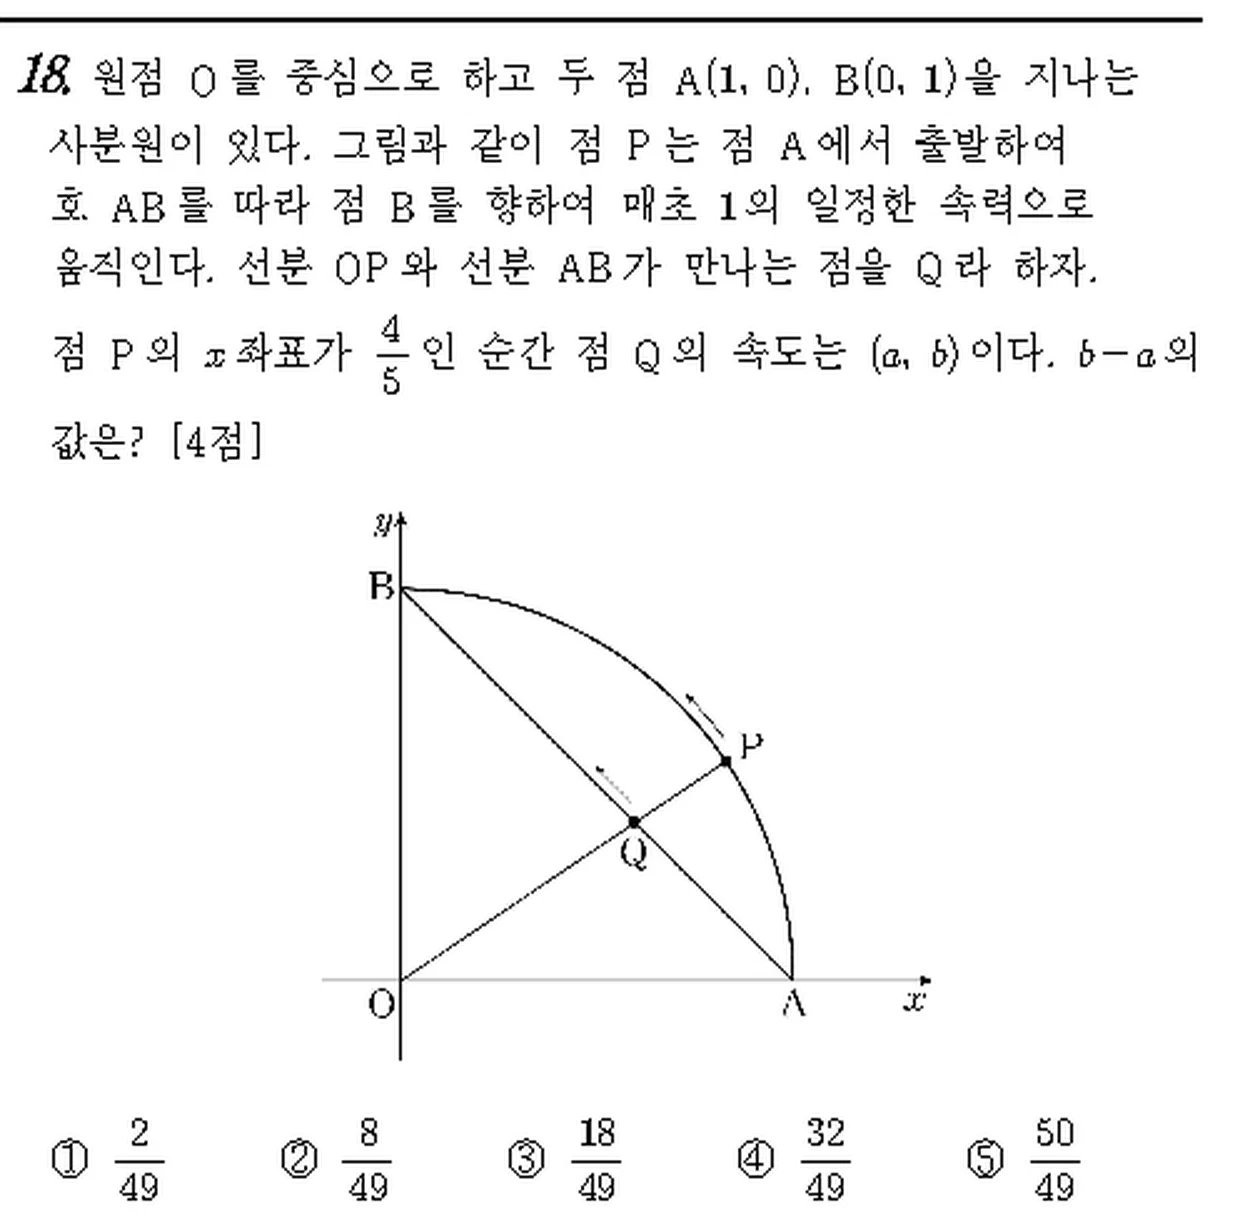 18. 원점 O를 중심으로 하고 두 점 A(1, 0), B(0, 1)을 지나는
사분원이 있다. 그림과 같이 점 P는 점 A에서 출발하여
호 AB를 따라 점 B를 향하여 매초 1의 일정한 속력으로
움직인다. 선분 OP와 선분 AB가 만나는 점을 Q라 하자.
점 P의 x좌표가 4/5인 순간 점 Q의 속도는 (a, b)이다. b-a의
값은? [4점]
y
B
P
Q
O
A
x
① 2/49 ② 8/49 ③ 18/49 ④ 32/49 ⑤ 50/49